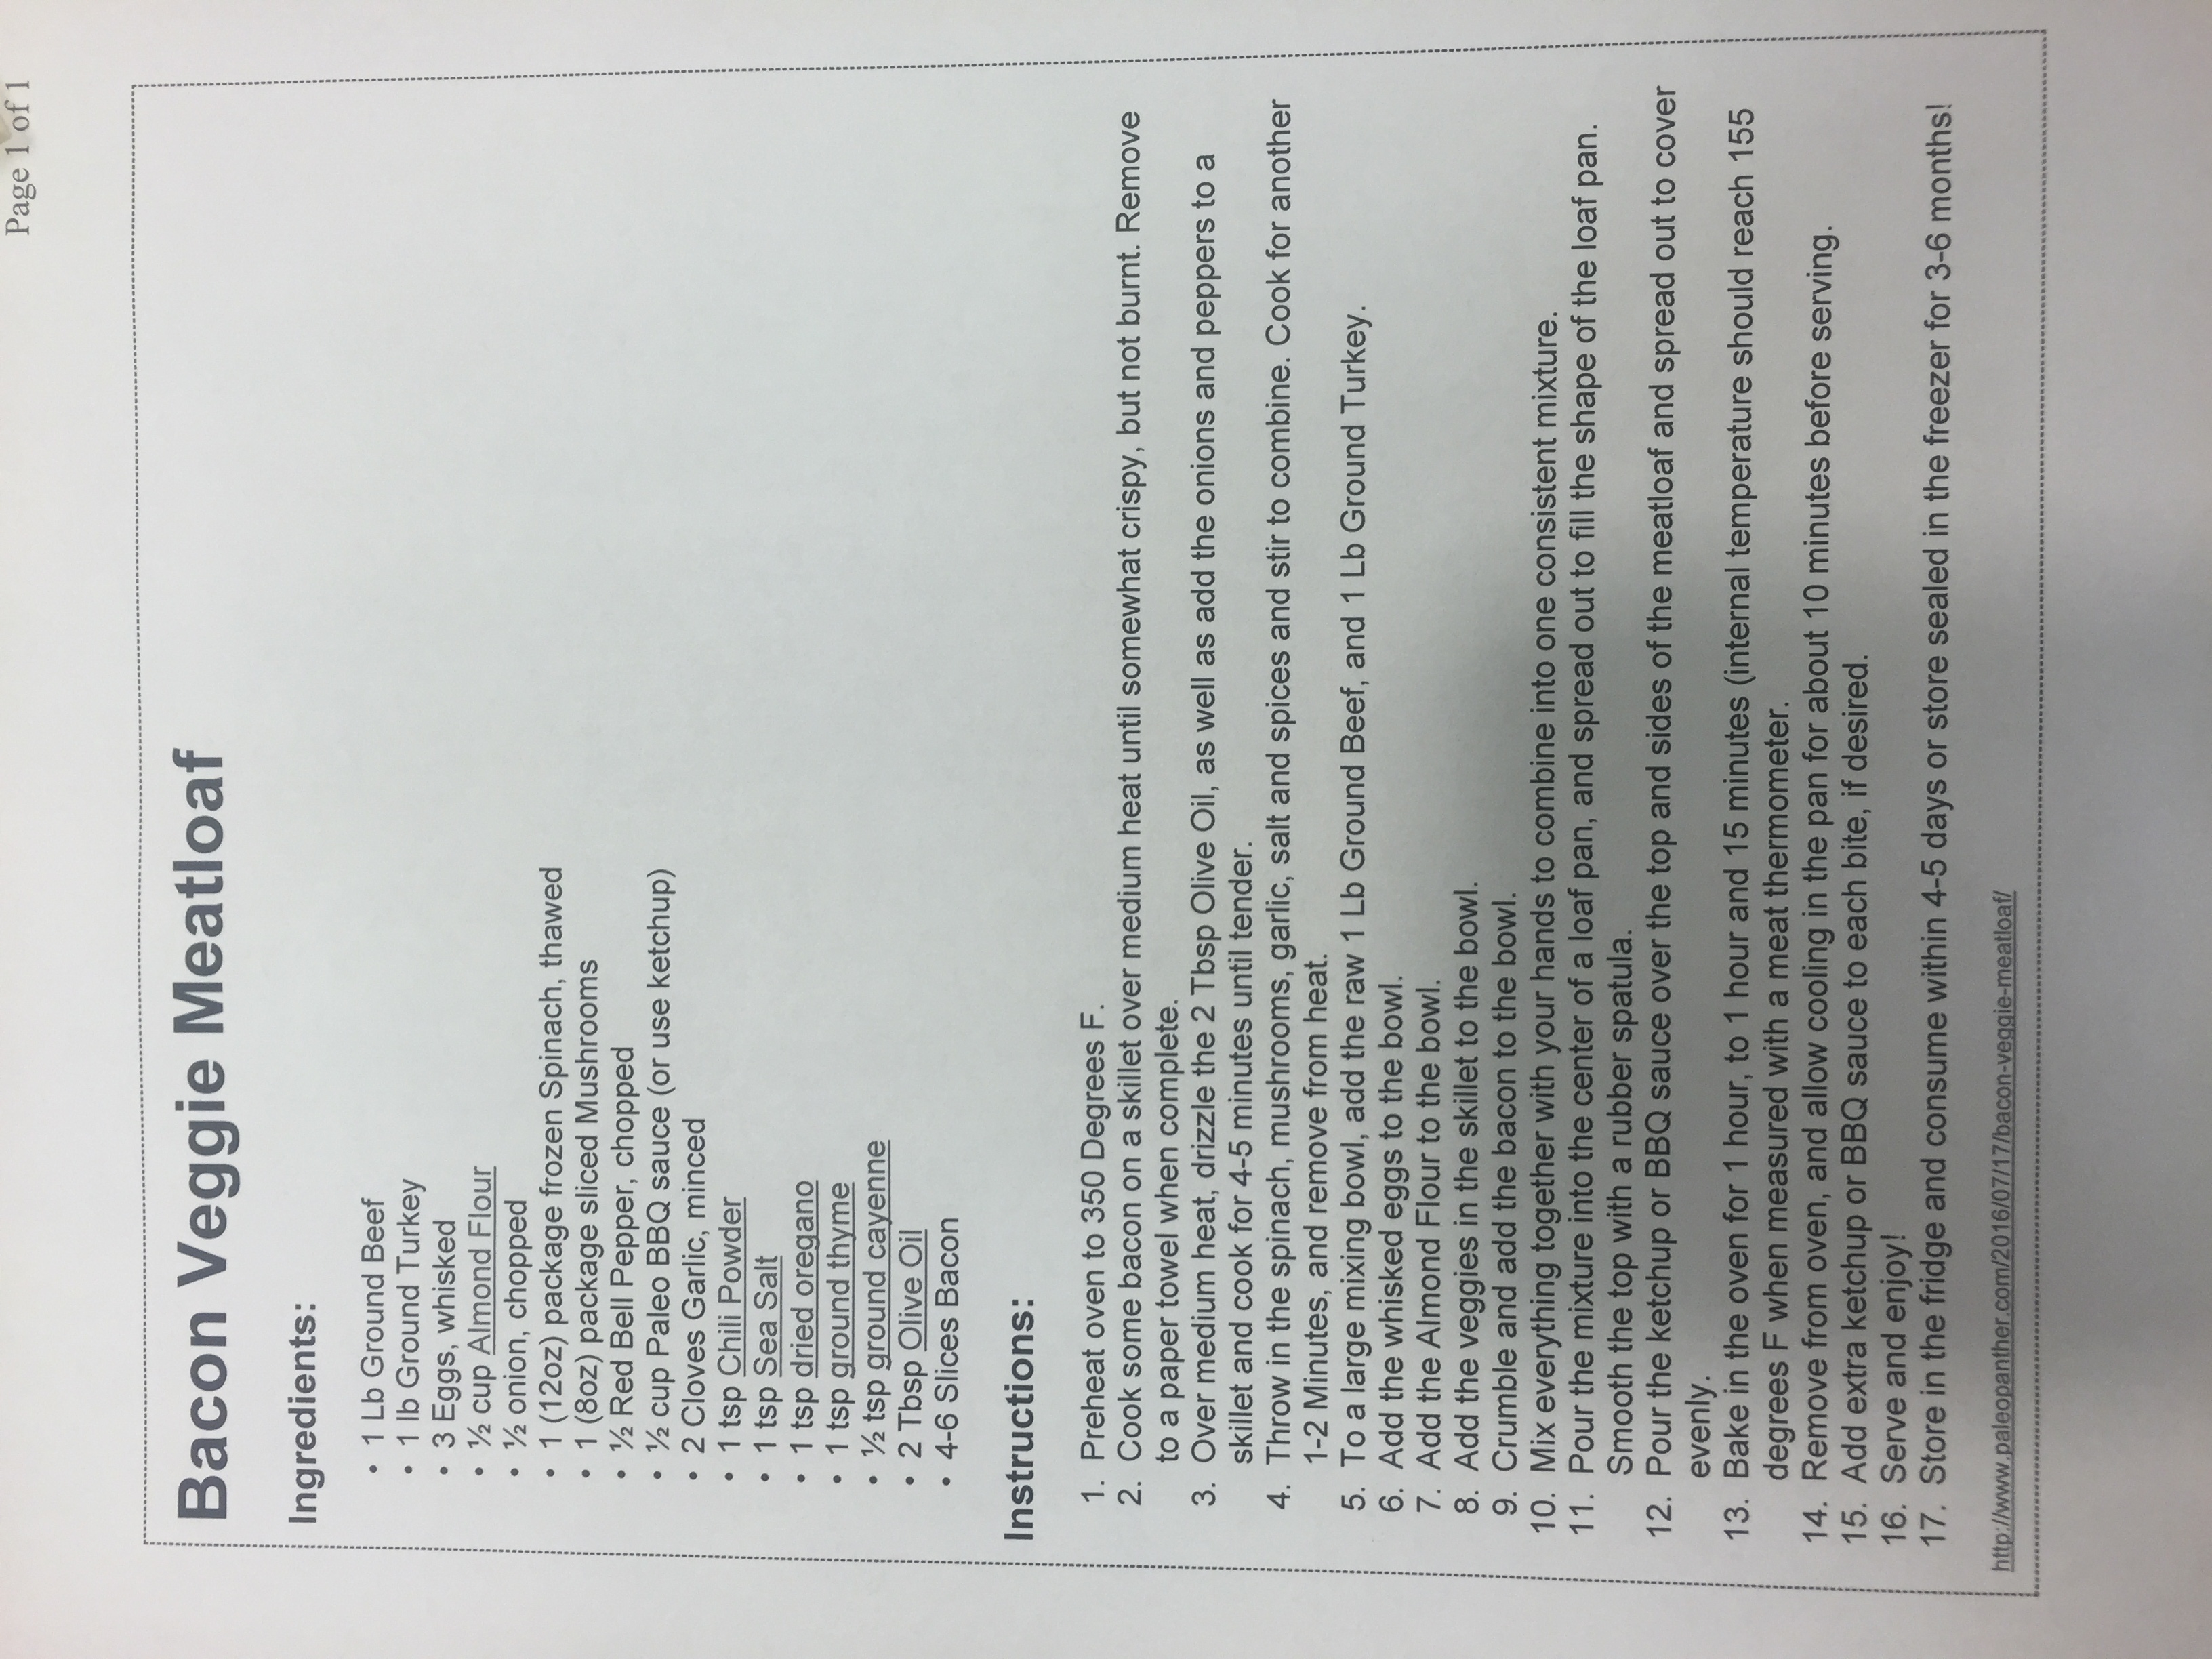 Page 1 of 1
Bacon Veggie Meatloaf
Ingredients:
• 1 Lb Ground Beef
• 1 lb Ground Turkey
• 3 Eggs, whisked
• ½ cup Almond Flour
• ½ onion, chopped
• 1 (12oz) package frozen Spinach, thawed
• 1 (8oz) package sliced Mushrooms
• ½ Red Bell Pepper, chopped
• ½ cup Paleo BBQ sauce (or use ketchup)
• 2 Cloves Garlic, minced
• 1 tsp Chili Powder
• 1 tsp Sea Salt
• 1 tsp dried oregano
• 1 tsp ground thyme
• ½ tsp ground cayenne
• 2 Tbsp Olive Oil
• 4-6 Slices Bacon
Instructions:
1. Preheat oven to 350 Degrees F.
2. Cook some bacon on a skillet over medium heat until somewhat crispy, but not burnt. Remove
to a paper towel when complete.
3. Over medium heat, drizzle the 2 Tbsp Olive Oil, as well as add the onions and peppers to a
skillet and cook for 4-5 minutes until tender.
4. Throw in the spinach, mushrooms, garlic, salt and spices and stir to combine. Cook for another
1-2 Minutes, and remove from heat.
5. To a large mixing bowl, add the raw 1 Lb Ground Beef, and 1 Lb Ground Turkey.
6. Add the whisked eggs to the bowl.
7. Add the Almond Flour to the bowl.
8. Add the veggies in the skillet to the bowl.
9. Crumble and add the bacon to the bowl.
10. Mix everything together with your hands to combine into one consistent mixture.
11. Pour the mixture into the center of a loaf pan, and spread out to fill the shape of the loaf pan.
Smooth the top with a rubber spatula.
12. Pour the ketchup or BBQ sauce over the top and sides of the meatloaf and spread out to cover
evenly.
13. Bake in the oven for 1 hour, to 1 hour and 15 minutes (internal temperature should reach 155
degrees F when measured with a meat thermometer.
14. Remove from oven, and allow cooling in the pan for about 10 minutes before serving.
15. Add extra ketchup or BBQ sauce to each bite, if desired.
16. Serve and enjoy!
17. Store in the fridge and consume within 4-5 days or store sealed in the freezer for 3-6 months!
http://www.paleopanther.com/2016/07/17/bacon-veggie-meatloaf/